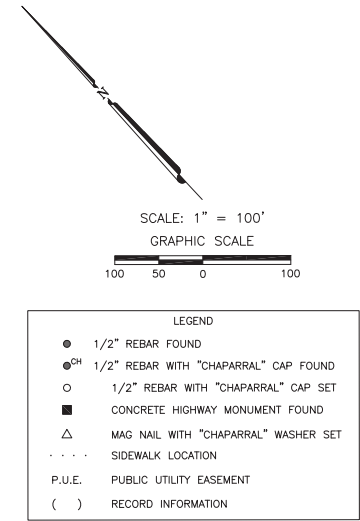 N
SCALE: 1" = 100'
GRAPHIC SCALE
100 50 0 100
LEGEND
1/2" REBAR FOUND
CH 1/2" REBAR WITH "CHAPARRAL" CAP FOUND
1/2" REBAR WITH "CHAPARRAL" CAP SET
CONCRETE HIGHWAY MONUMENT FOUND
MAG NAIL WITH "CHAPARRAL" WASHER SET
SIDEWALK LOCATION
P.U.E. PUBLIC UTILITY EASEMENT
( ) RECORD INFORMATION